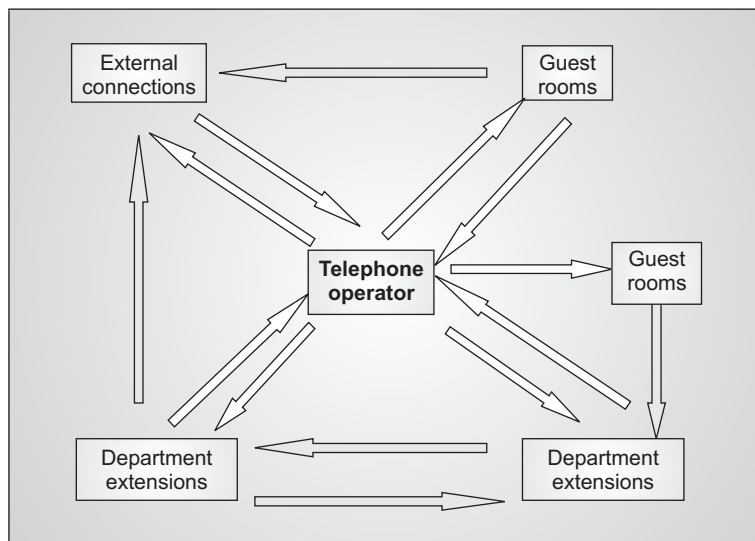 External
connections
Guest
rooms
Telephone
operator
Guest
rooms
Department
extensions
Department
extensions